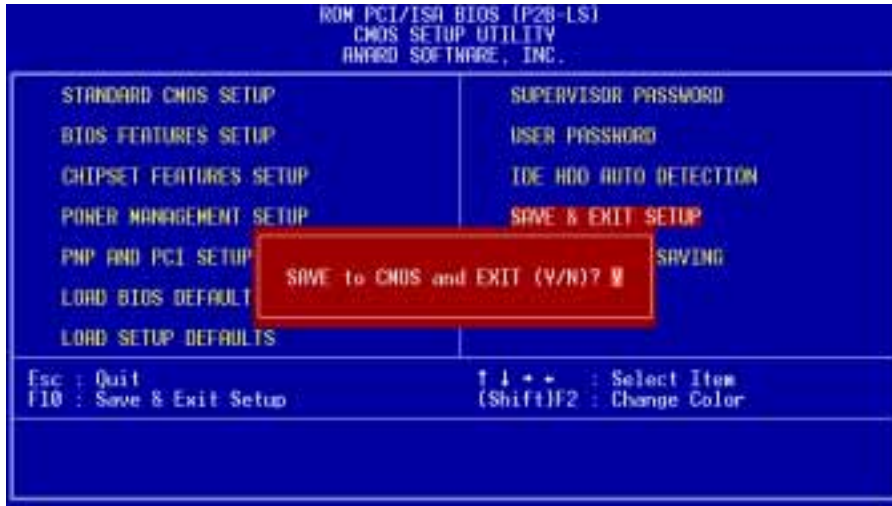 ROM PCI/ISA BIOS (P2B-LS)
CMOS SETUP UTILITY
AWARD SOFTWARE, INC.
STANDARD CMOS SETUP
BIOS FEATURES SETUP
CHIPSET FEATURES SETUP
POWER MANAGEMENT SETUP
PNP AND PCI SETUP
LOAD BIOS DEFAULT
LOAD SETUP DEFAULTS
SUPERVISOR PASSWORD
USER PASSWORD
IDE HDD AUTO DETECTION
SAVE & EXIT SETUP
SAVING
SAVE to CMOS and EXIT (Y/N)? Y
Esc : Quit
F10 : Save & Exit Setup
↑ ↓ → ← : Select Item
(Shift)F2 : Change Color